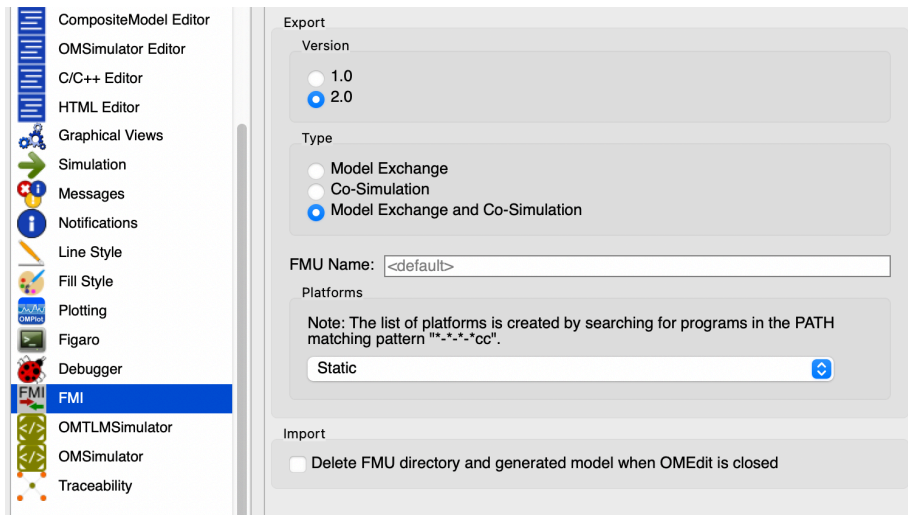 CompositeModel Editor
OMSimulator Editor
C/C++ Editor
HTML Editor
Graphical Views
Simulation
Messages
Notifications
Line Style
Fill Style
OMPlot
Plotting
Figaro
Debugger
FMI
FMI
OMTLMSimulator
OMSimulator
Traceability
Export
Version
1.0
2.0
Type
Model Exchange
Co-Simulation
Model Exchange and Co-Simulation
FMU Name: <default>
Platforms
Note: The list of platforms is created by searching for programs in the PATH
matching pattern "*-*-*-*cc".
Static
Import
Delete FMU directory and generated model when OMEdit is closed